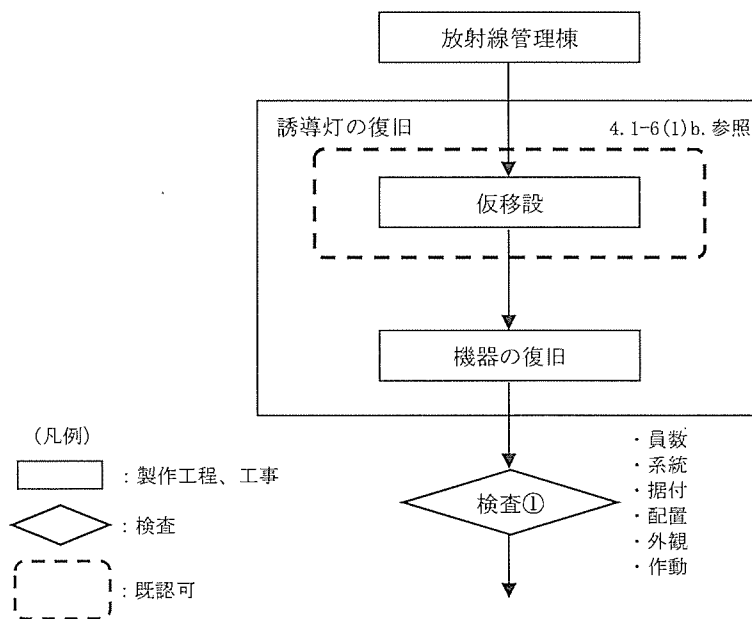 放射線管理棟
誘導灯の復旧
4.1-6(1)b.参照
仮移設
機器の復旧
検査①
・員数
・系統
・据付
・配置
・外観
・作動
(凡例)
：製作工程、工事
：検査
：既認可